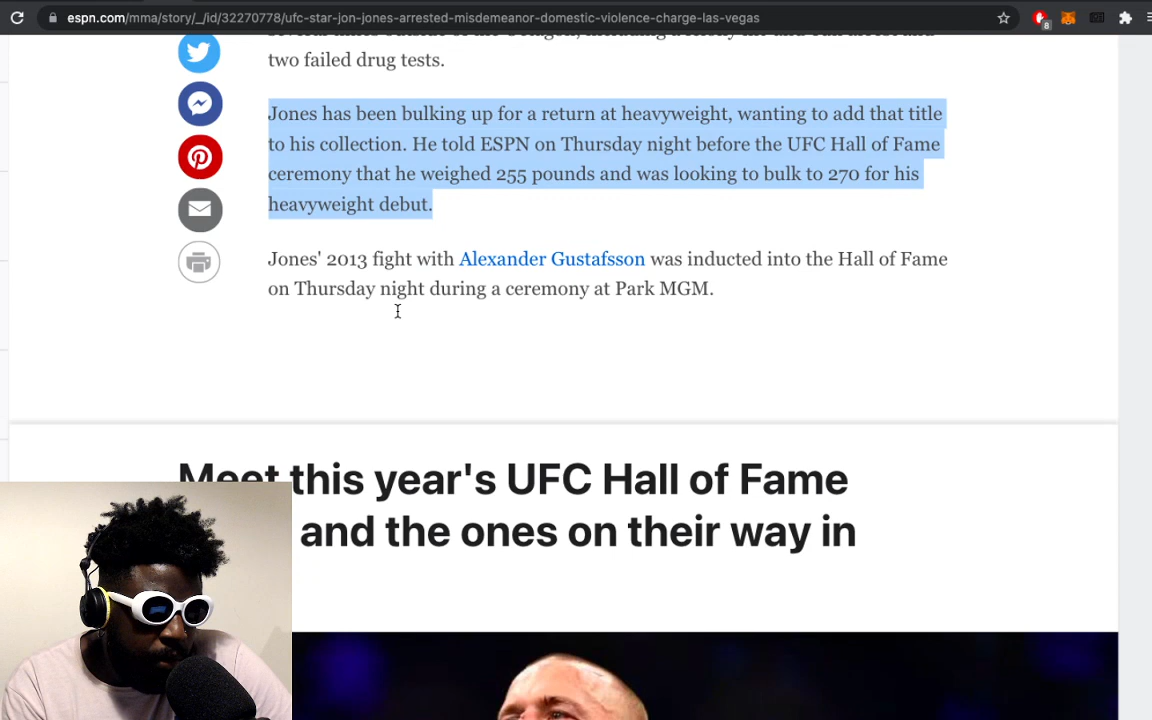 espn.com/mma/story/_/id/32270778/ufc-star-jon-jones-arrested-misdemeanor-domestic-violence-charge-las-vegas
8
two failed drug tests.
Jones has been bulking up for a return at heavyweight, wanting to add that title
to his collection. He told ESPN on Thursday night before the UFC Hall of Fame
ceremony that he weighed 255 pounds and was looking to bulk to 270 for his
heavyweight debut.
Jones' 2013 fight with Alexander Gustafsson was inducted into the Hall of Fame
on Thursday night during a ceremony at Park MGM.
Meet this year's UFC Hall of Fame
and the ones on their way in